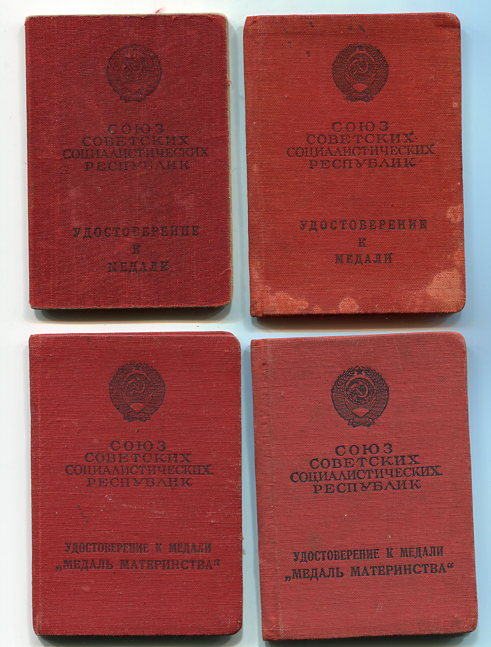 СОЮЗ
СОВЕТСКИХ
СОЦИАЛИСТИЧЕСКИХ
РЕСПУБЛИК
УДОСТОВЕРЕНИЕ
К
МЕДАЛИ
СОЮЗ
СОВЕТСКИХ
СОЦИАЛИСТИЧЕСКИХ
РЕСПУБЛИК
УДОСТОВЕРЕНИЕ
К
МЕДАЛИ
СОЮЗ
СОВЕТСКИХ
СОЦИАЛИСТИЧЕСКИХ
РЕСПУБЛИК
УДОСТОВЕРЕНИЕ К МЕДАЛИ
„МЕДАЛЬ МАТЕРИНСТВА“
СОЮЗ
СОВЕТСКИХ
СОЦИАЛИСТИЧЕСКИХ
РЕСПУБЛИК
УДОСТОВЕРЕНИЕ К МЕДАЛИ
„МЕДАЛЬ МАТЕРИНСТВА“